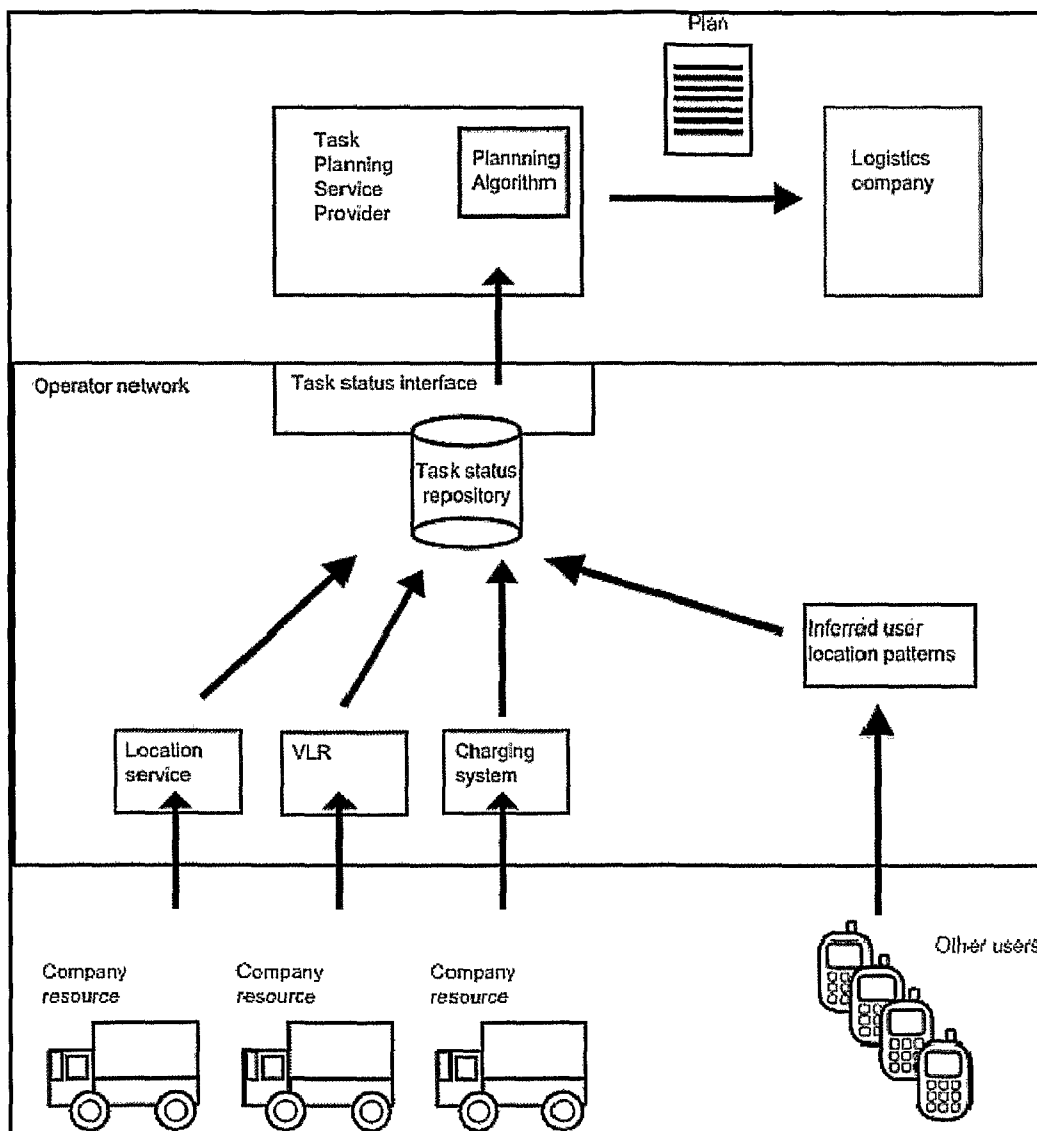 Plan
Task
Planning
Service
Provider
Plannning
Algorithm
Logistics
company
Operator network
Task status interface
Task status
repository
Inferred user
location patterns
Location
service
VLR
Charging
system
Other users
Company
resource
Company
resource
Company
resource